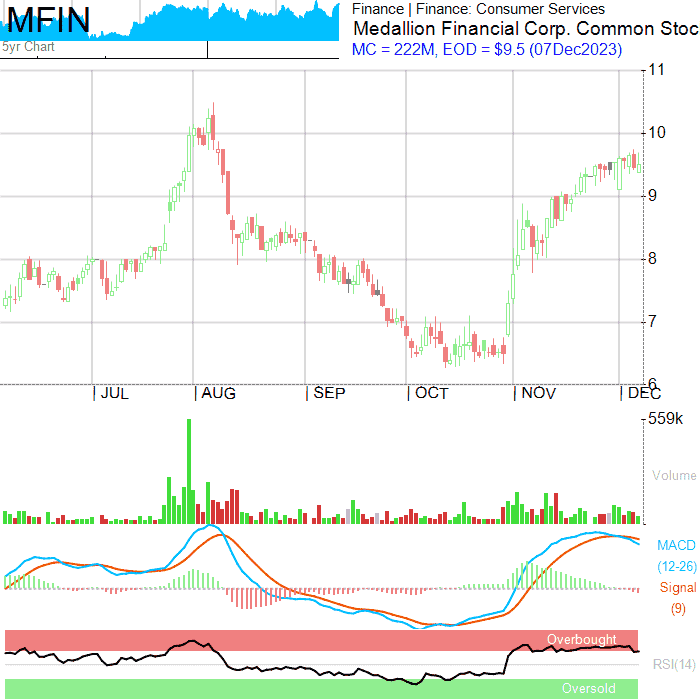 MFIN
5yr Chart
Finance | Finance: Consumer Services
Medallion Financial Corp. Common Stoc
MC = 222M, EOD = $9.5 (07Dec2023)
11
10
9
8
7
6
JUL
AUG
SEP
OCT
NOV
DEC
559k
Volume
MACD
(12-26)
Signal
(9)
Overbought
RSI(14)
Oversold